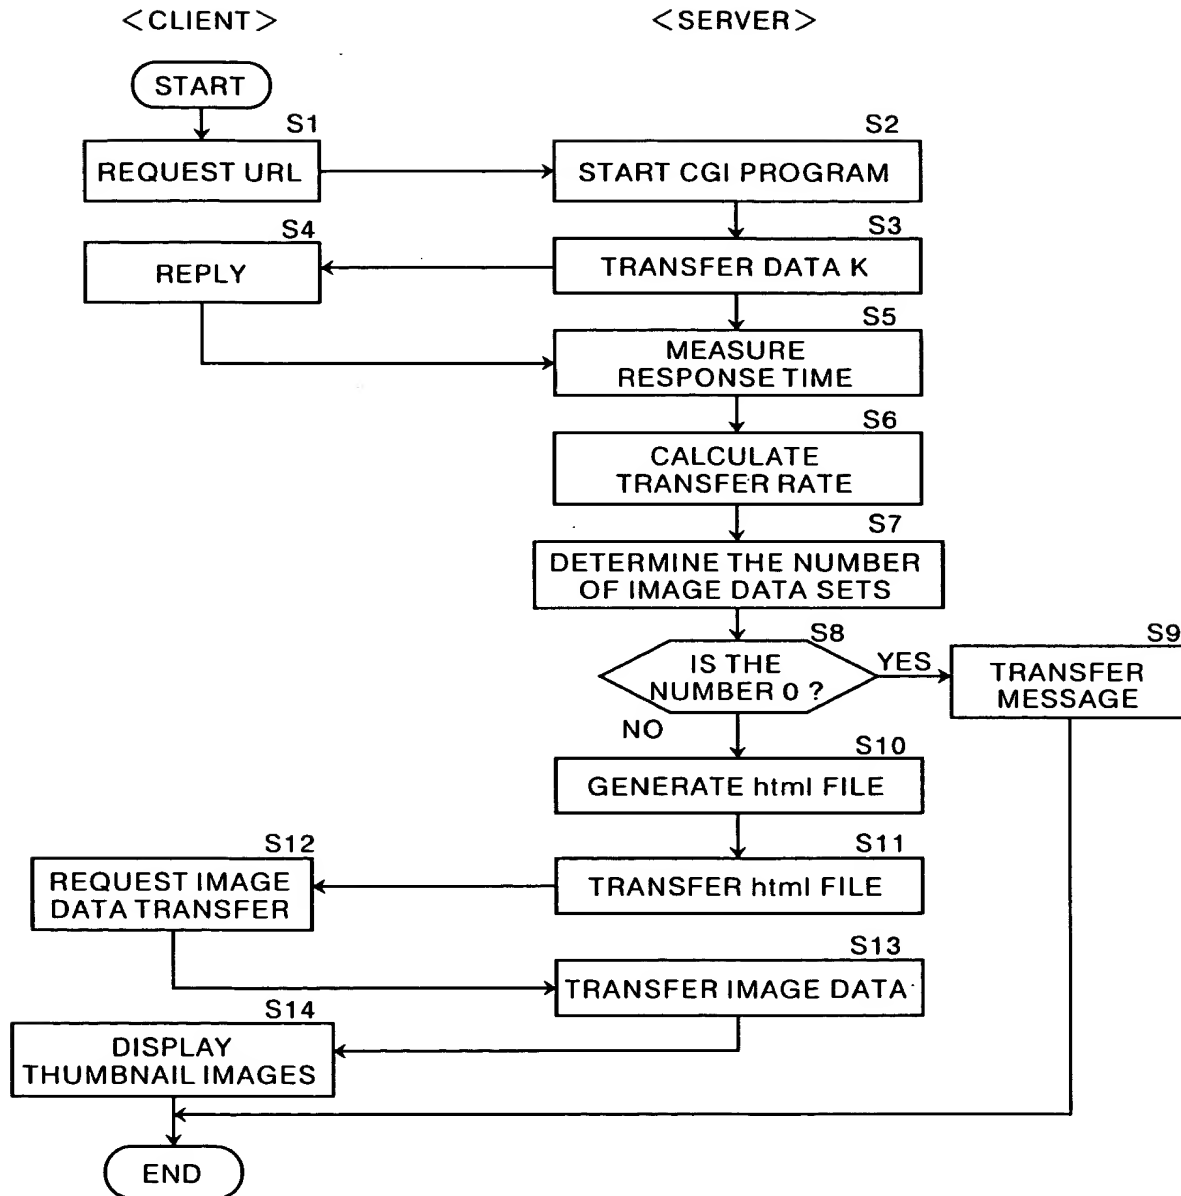 <CLIENT>
<SERVER>
START
S1
REQUEST URL
S2
START CGI PROGRAM
S3
TRANSFER DATA K
S4
REPLY
S5
MEASURE
RESPONSE TIME
S6
CALCULATE
TRANSFER RATE
S7
DETERMINE THE NUMBER
OF IMAGE DATA SETS
S8
IS THE
NUMBER 0 ?
YES
NO
S9
TRANSFER
MESSAGE
S10
GENERATE html FILE
S11
TRANSFER html FILE
S12
REQUEST IMAGE
DATA TRANSFER
S13
TRANSFER IMAGE DATA
S14
DISPLAY
THUMBNAIL IMAGES
END